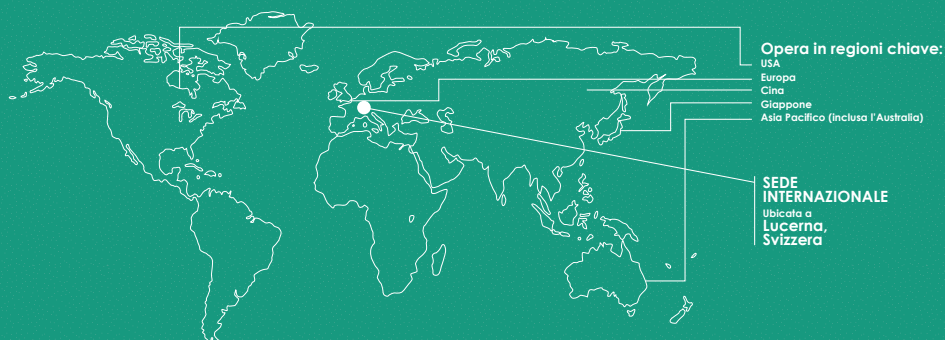 Opera in regioni chiave:
USA
Europa
Cina
Giappone
Asia Pacifico (inclusa l'Australia)
SEDE
INTERNAZIONALE
Ubicata a
Lucerna,
Svizzera